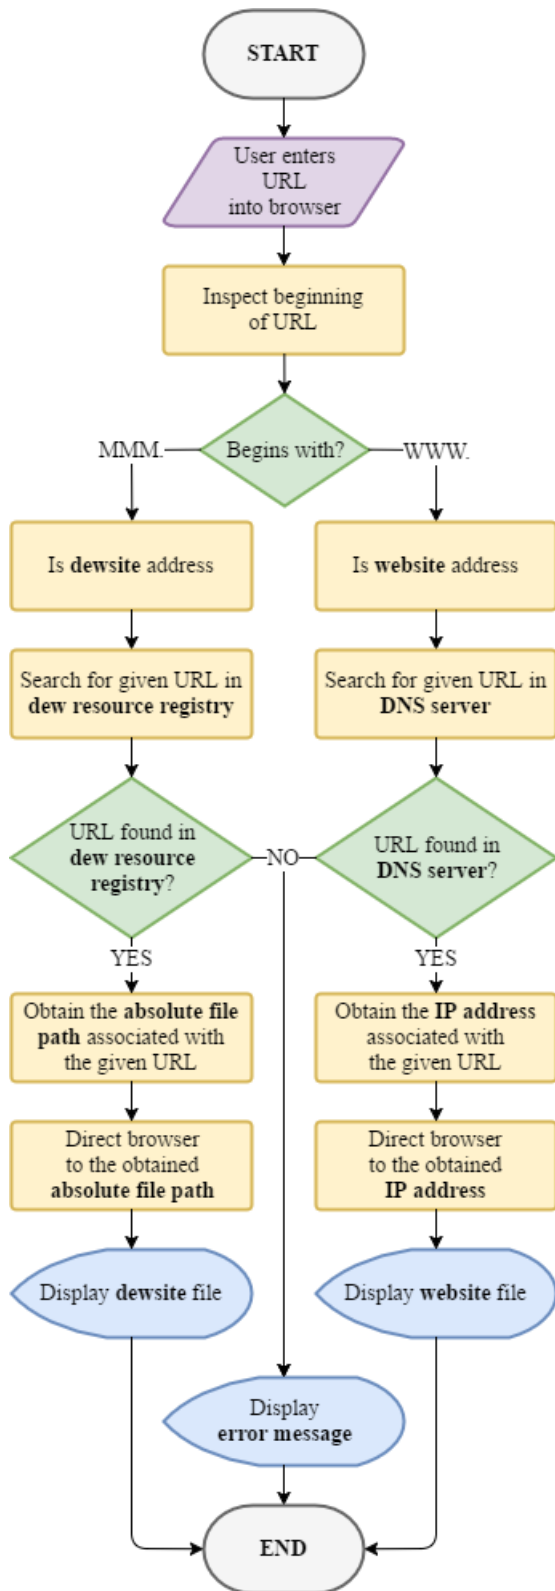 START
User enters
URL
into browser
Inspect beginning
of URL
Begins with?
MMM.
WWW.
Is dewsite address
Is website address
Search for given URL in
dew resource registry
Search for given URL in
DNS server
URL found in
dew resource
registry?
NO
URL found in
DNS server?
YES
YES
Obtain the absolute file
path associated with
the given URL
Obtain the IP address
associated with
the given URL
Direct browser
to the obtained
absolute file path
Direct browser
to the obtained
IP address
Display dewsite file
Display website file
Display
error message
END